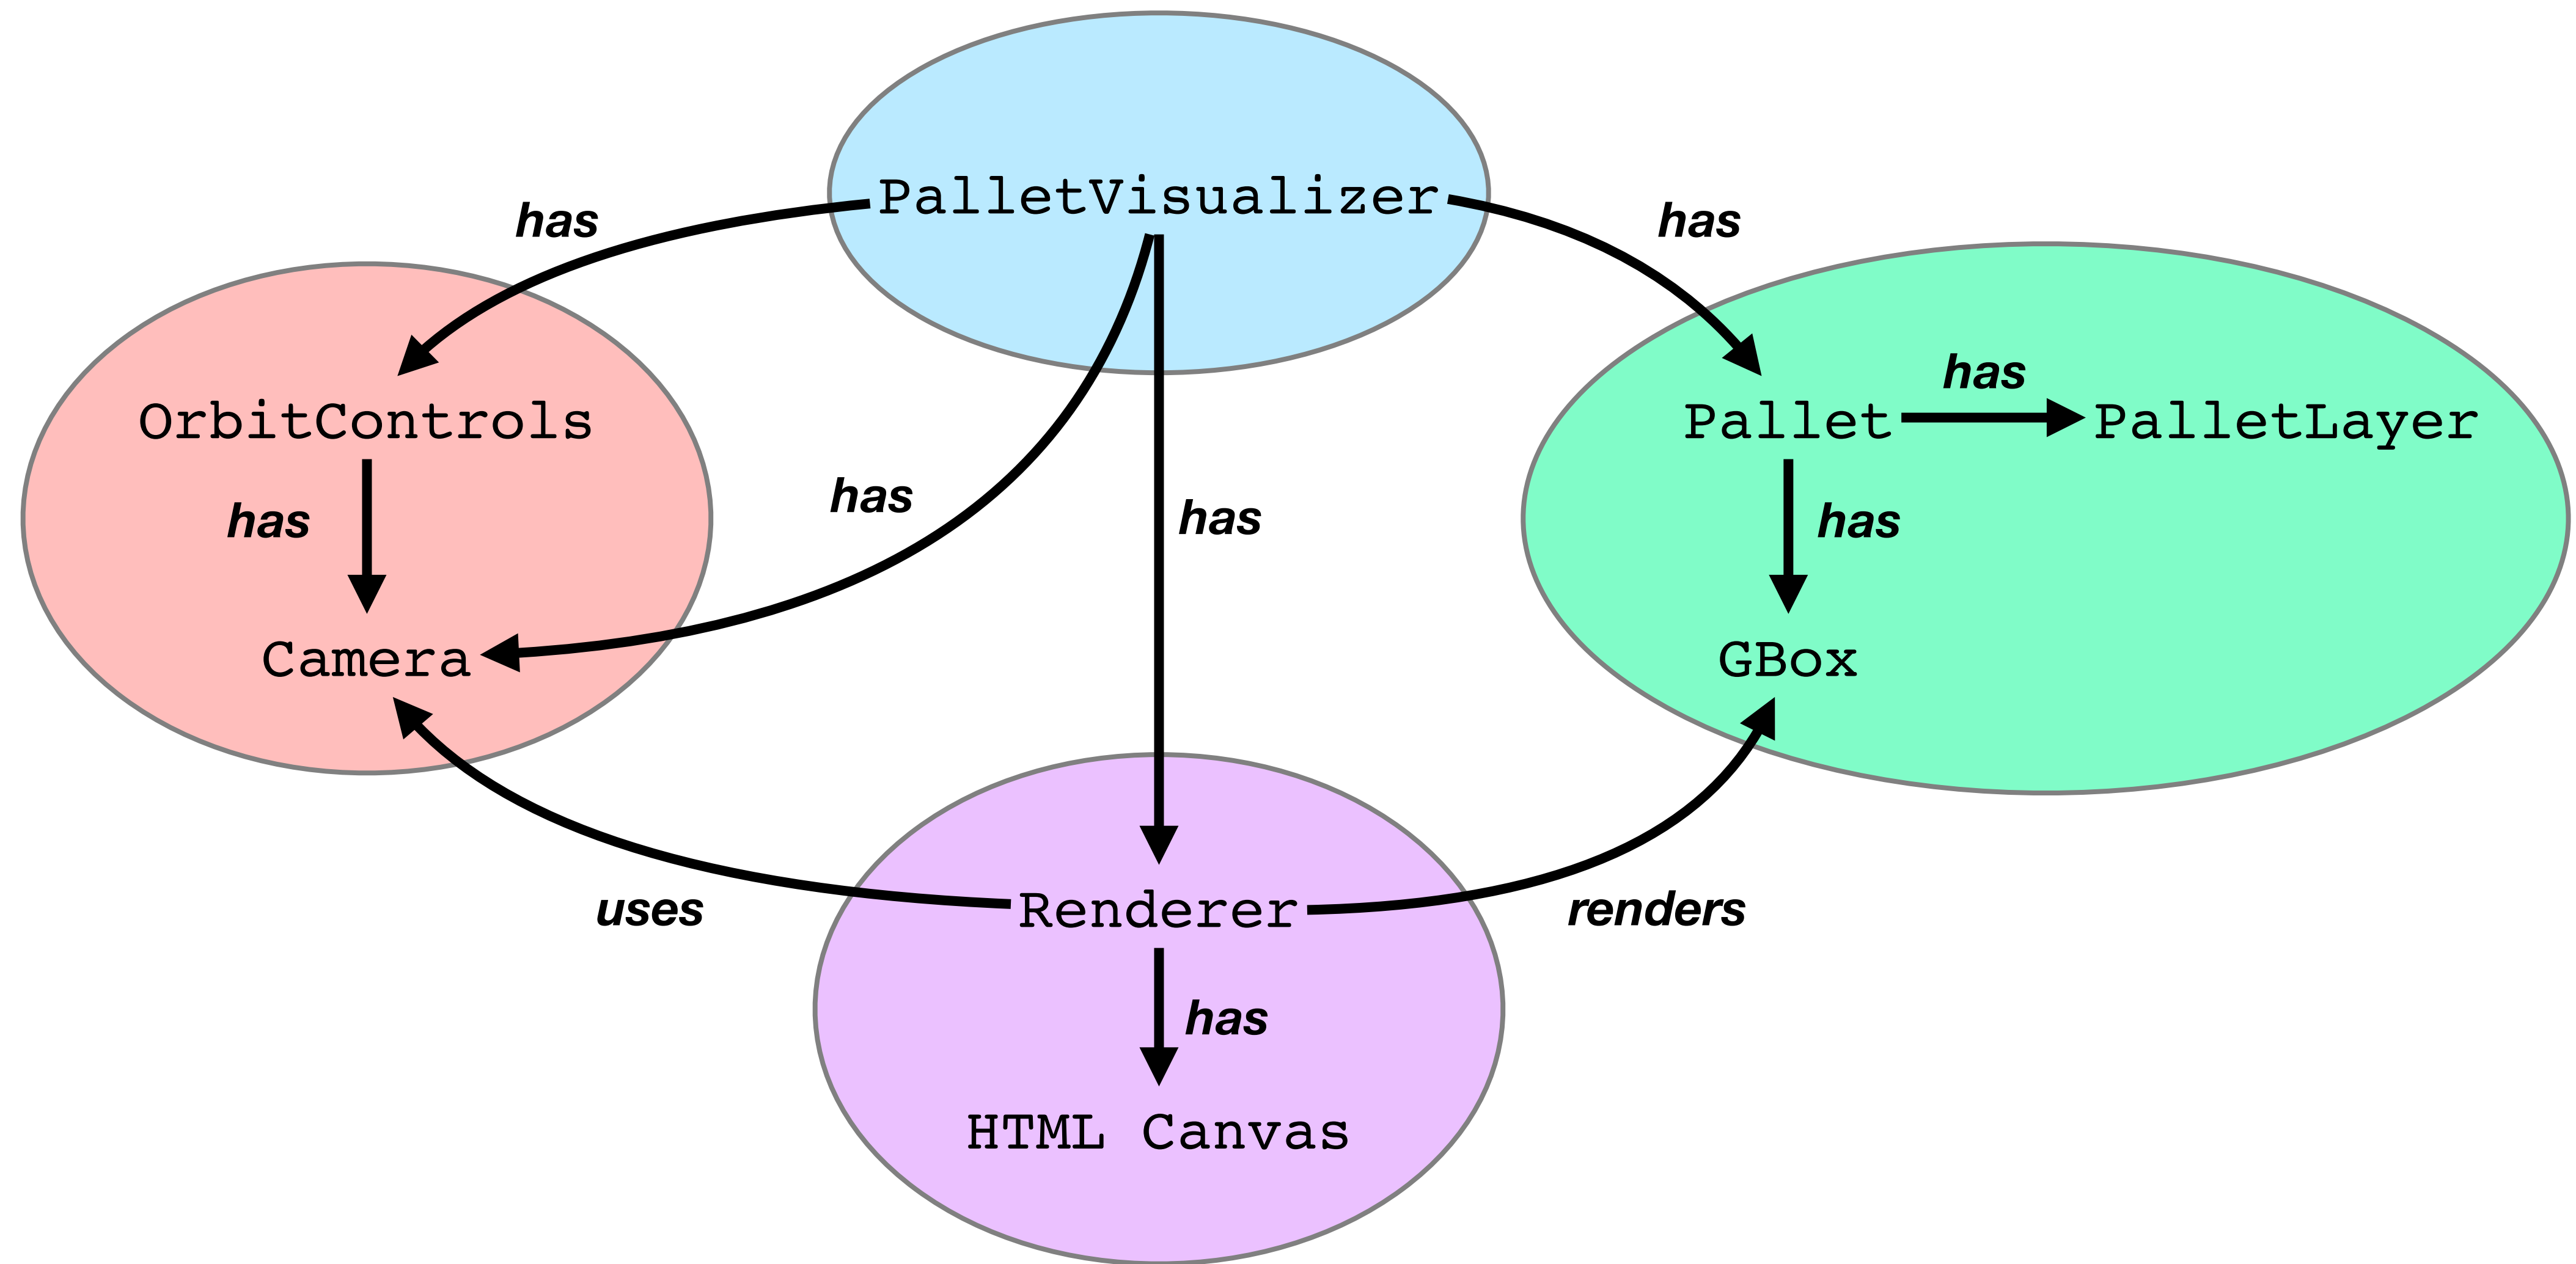 PalletVisualizer
has
has
OrbitControls
has
Camera
has
has
Pallet
has
PalletLayer
has
GBox
uses
Renderer
renders
has
HTML Canvas